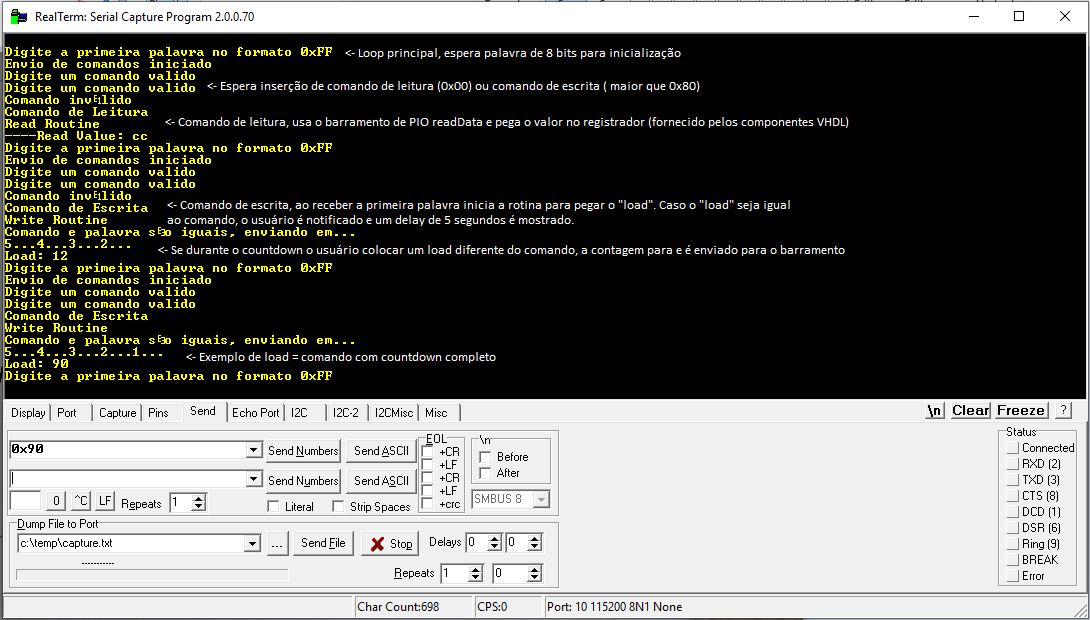 RealTerm: Serial Capture Program 2.0.0.70
Digite a primeira palavra no formato 0xFF <- Loop principal, espera palavra de 8 bits para inicialização
Envio de comandos iniciado
Digite um comando valido
Digite um comando valido <- Espera inserção de comando de leitura (0x00) ou comando de escrita ( maior que 0x80)
Comando inválido
Comando de Leitura
Read Routine <- Comando de leitura, usa o barramento de PIO readData e pega o valor no registrador (fornecido pelos componentes VHDL)
----Read Value: cc
Digite a primeira palavra no formato 0xFF
Envio de comandos iniciado
Digite um comando valido
Digite um comando valido
Comando inválido
Comando de Escrita <- Comando de escrita, ao receber a primeira palavra inicia a rotina para pegar o "load". Caso o "load" seja igual
Write Routine ao comando, o usuário é notificado e um delay de 5 segundos é mostrado.
Comando e palavra são iguais, enviando em...
5...4...3...2... <- Se durante o countdown o usuário colocar um load diferente do comando, a contagem para e é enviado para o barramento
Load: 12
Digite a primeira palavra no formato 0xFF
Envio de comandos iniciado
Digite um comando valido
Digite um comando valido
Comando de Escrita
Write Routine
Comando e palavra são iguais, enviando em...
5...4...3...2...1... <- Exemplo de load = comando com countdown completo
Load: 90
Digite a primeira palavra no formato 0xFF
Display Port Capture Pins Send Echo Port I2C I2C-2 I2CMisc Misc \n Clear Freeze ?
0x90 Send Numbers Send ASCII
Send Numbers Send ASCII
0 ^C LF Repeats 1 Literal Strip Spaces
EOL
+CR
+LF
+CR
+LF
+crc
\n
Before
After
SMBUS 8
Status
Connected
RXD (2)
TXD (3)
CTS (8)
DCD (1)
DSR (6)
Ring (9)
BREAK
Error
Dump File to Port
c:\temp\capture.txt ... Send File Stop Delays 0 0
Repeats 1 0
Char Count:698 CPS:0 Port: 10 115200 8N1 None